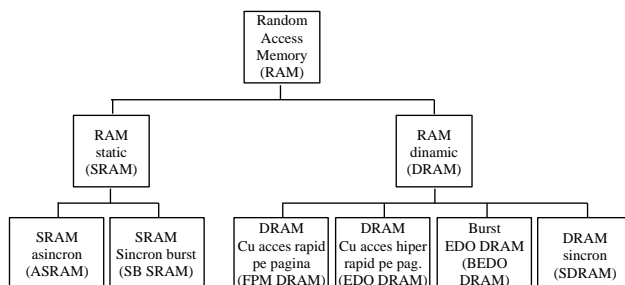 Random
Access
Memory
(RAM)
RAM
static
(SRAM)
RAM
dinamic
(DRAM)
SRAM
asincron
(ASRAM)
SRAM
Sincron burst
(SB SRAM)
DRAM
Cu acces rapid
pe pagina
(FPM DRAM)
DRAM
Cu acces hiper
rapid pe pag.
(EDO DRAM)
Burst
EDO DRAM
(BEDO
DRAM)
DRAM
sincron
(SDRAM)